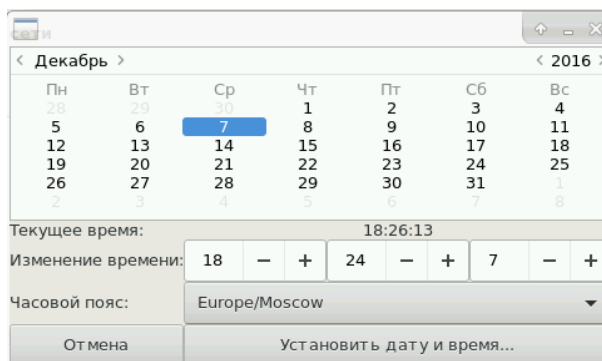 сети
< Декабрь > < 2016 >
Пн Вт Ср Чт Пт Сб Вс
28 29 30 1 2 3 4
5 6 7 8 9 10 11
12 13 14 15 16 17 18
19 20 21 22 23 24 25
26 27 28 29 30 31 1
2 3 4 5 6 7 8
Текущее время: 18:26:13
Изменение времени: 18 − + 24 − + 7 − +
Часовой пояс: Europe/Moscow
Отмена Установить дату и время...